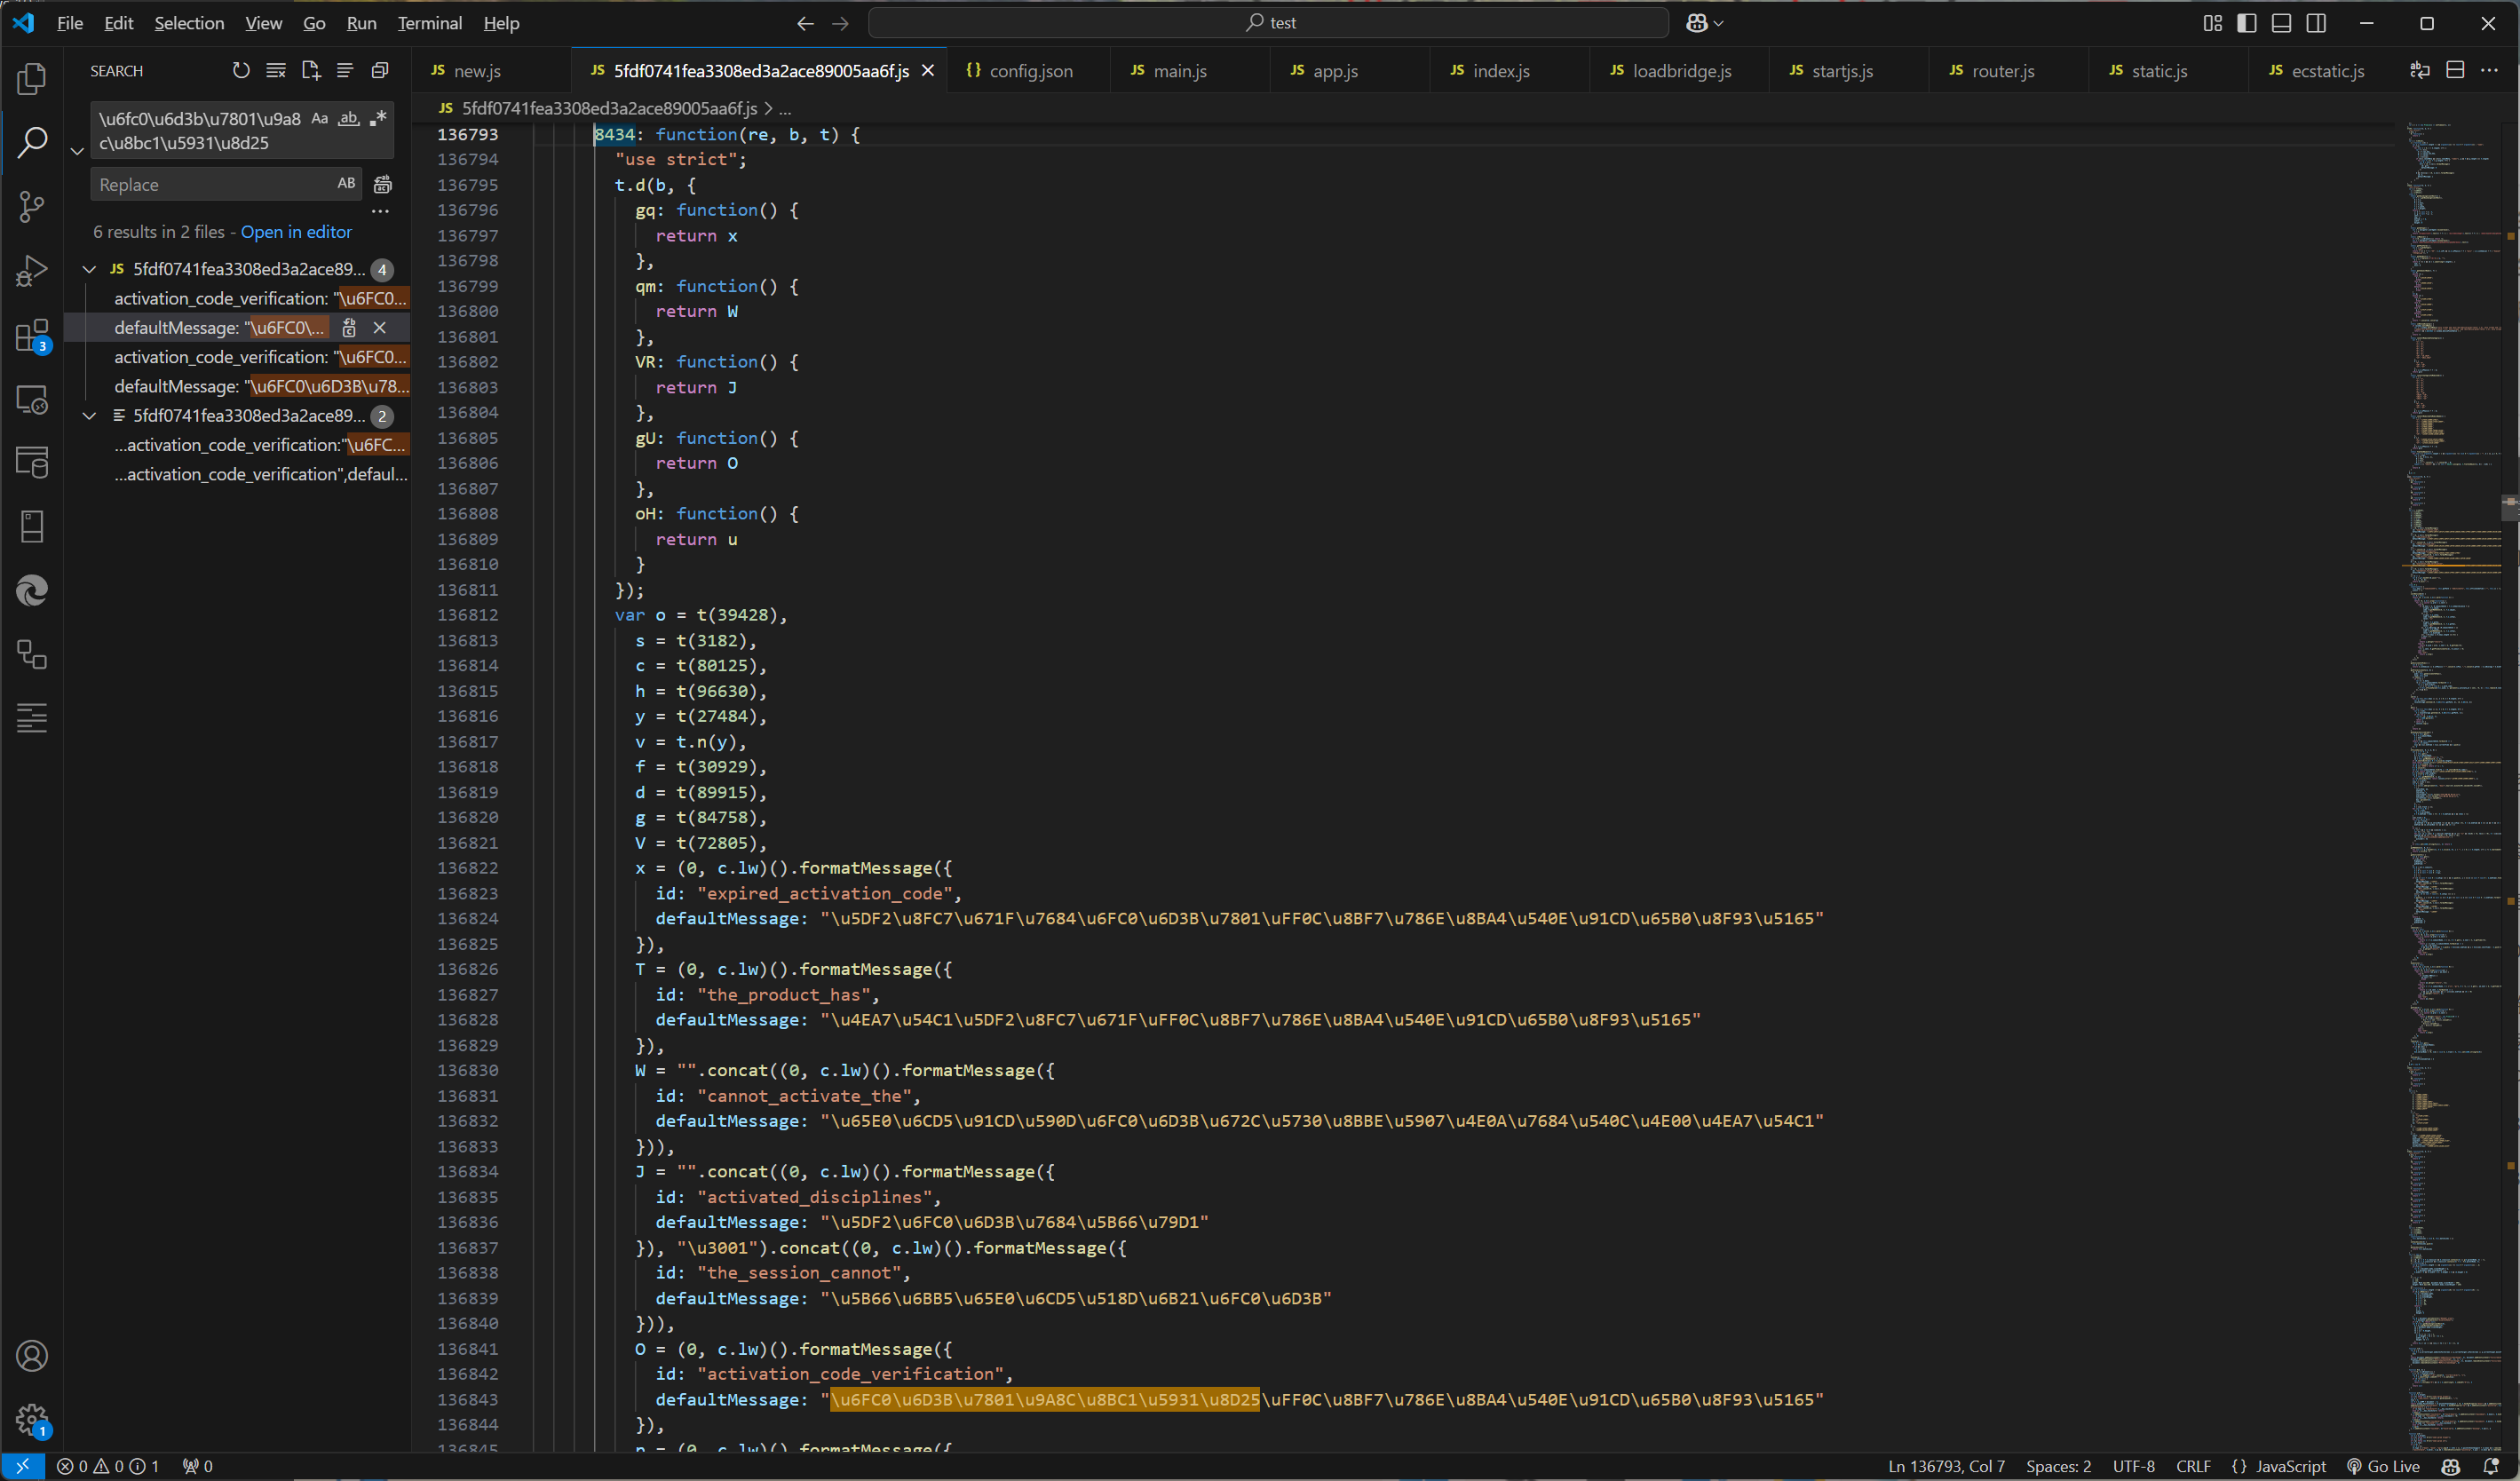 File Edit Selection View Go Run Terminal Help
test
SEARCH
\u6fc0\u6d3b\u7801\u9a8
c\u8bc1\u5931\u8d25
Aa ab .*
Replace
AB
6 results in 2 files - Open in editor
JS 5fdf0741fea3308ed3a2ace89... 4
activation_code_verification: "\u6FC0...
defaultMessage: "\u6FC0\...
activation_code_verification: "\u6FC0...
defaultMessage: "\u6FC0\u6D3B\u78...
5fdf0741fea3308ed3a2ace89... 2
...activation_code_verification:"\u6FC...
...activation_code_verification",defaul...
3
1
JS new.js
JS 5fdf0741fea3308ed3a2ace89005aa6f.js
{} config.json
JS main.js
JS app.js
JS index.js
JS loadbridge.js
JS startjs.js
JS router.js
JS static.js
JS ecstatic.js
JS 5fdf0741fea3308ed3a2ace89005aa6f.js > ...
136793 8434: function(re, b, t) {
136794 "use strict";
136795 t.d(b, {
136796 gq: function() {
136797 return x
136798 },
136799 qm: function() {
136800 return W
136801 },
136802 VR: function() {
136803 return J
136804 },
136805 gU: function() {
136806 return O
136807 },
136808 oH: function() {
136809 return u
136810 }
136811 });
136812 var o = t(39428),
136813 s = t(3182),
136814 c = t(80125),
136815 h = t(96630),
136816 y = t(27484),
136817 v = t.n(y),
136818 f = t(30929),
136819 d = t(89915),
136820 g = t(84758),
136821 V = t(72805),
136822 x = (0, c.lw)().formatMessage({
136823 id: "expired_activation_code",
136824 defaultMessage: "\u5DF2\u8FC7\u671F\u7684\u6FC0\u6D3B\u7801\uFF0C\u8BF7\u786E\u8BA4\u540E\u91CD\u65B0\u8F93\u5165"
136825 }),
136826 T = (0, c.lw)().formatMessage({
136827 id: "the_product_has",
136828 defaultMessage: "\u4EA7\u54C1\u5DF2\u8FC7\u671F\uFF0C\u8BF7\u786E\u8BA4\u540E\u91CD\u65B0\u8F93\u5165"
136829 }),
136830 W = "".concat((0, c.lw)().formatMessage({
136831 id: "cannot_activate_the",
136832 defaultMessage: "\u65E0\u6CD5\u91CD\u590D\u6FC0\u6D3B\u672C\u5730\u8BBE\u5907\u4E0A\u7684\u540C\u4E00\u4EA7\u54C1"
136833 })),
136834 J = "".concat((0, c.lw)().formatMessage({
136835 id: "activated_disciplines",
136836 defaultMessage: "\u5DF2\u6FC0\u6D3B\u7684\u5B66\u79D1"
136837 }), "\u3001").concat((0, c.lw)().formatMessage({
136838 id: "the_session_cannot",
136839 defaultMessage: "\u5B66\u6BB5\u65E0\u6CD5\u518D\u6B21\u6FC0\u6D3B"
136840 })),
136841 O = (0, c.lw)().formatMessage({
136842 id: "activation_code_verification",
136843 defaultMessage: "\u6FC0\u6D3B\u7801\u9A8C\u8BC1\u5931\u8D25\uFF0C\u8BF7\u786E\u8BA4\u540E\u91CD\u65B0\u8F93\u5165"
136844 }),
136845 n = (0, c.lw)().formatMessage({
0 0 1 0
Ln 136793, Col 7 Spaces: 2 UTF-8 CRLF {} JavaScript Go Live